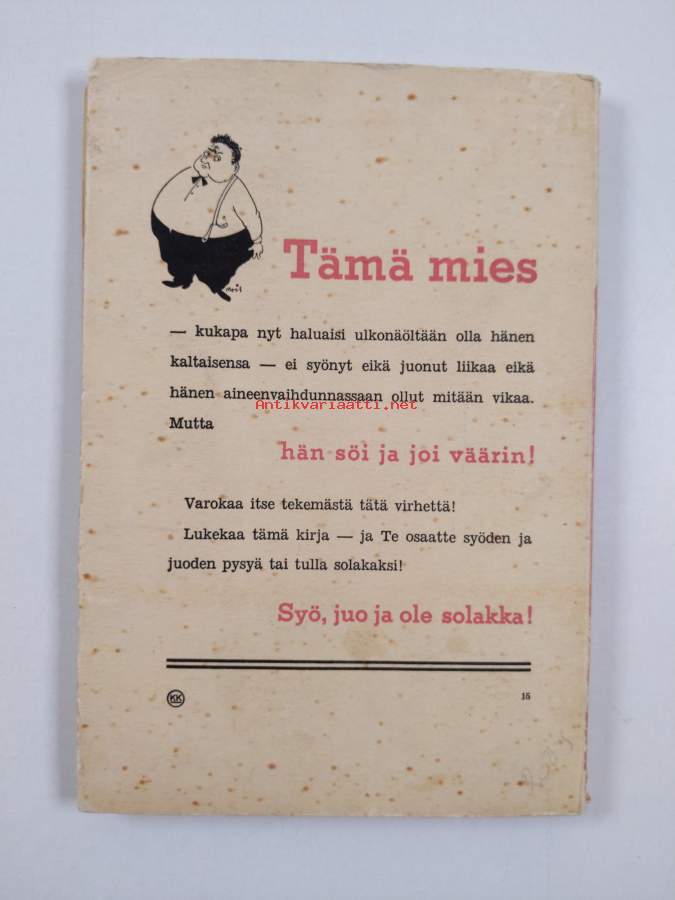 Tämä mies
— kukapa nyt haluaisi ulkonäöltään olla hänen
kaltaisensa — ei syönyt eikä juonut liikaa eikä
hänen aineenvaihdunnassaan ollut mitään vikaa.
Antikvariaatti.net
Mutta
hän söi ja joi väärin!
Varokaa itse tekemästä tätä virhettä!
Lukekaa tämä kirja — ja Te osaatte syöden ja
juoden pysyä tai tulla solakaksi!
Syö, juo ja ole solakka!
KK
15